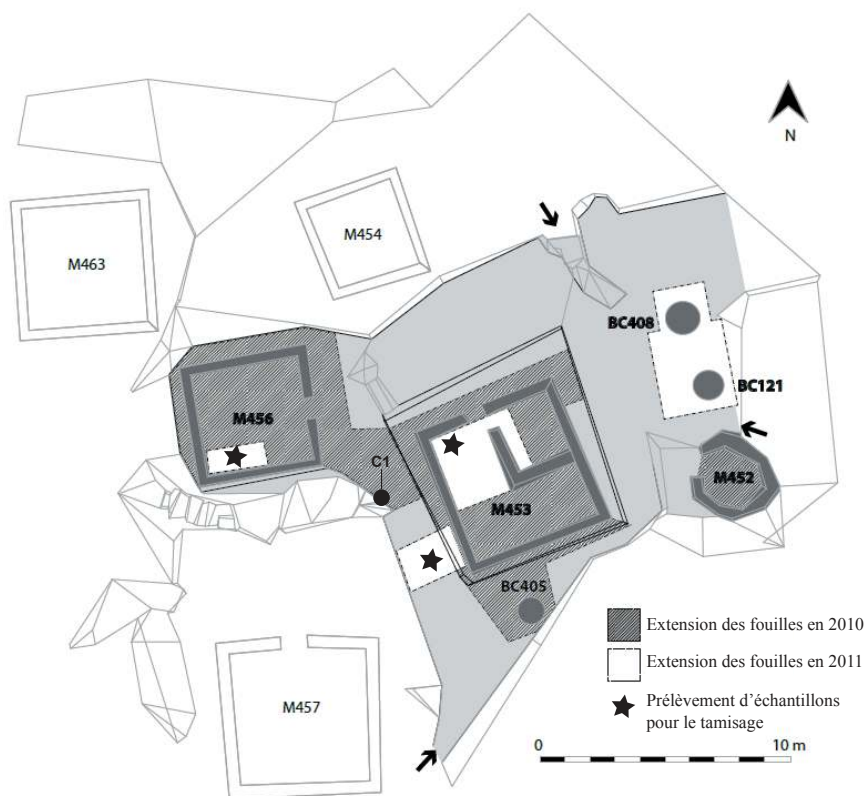 N
M463
M454
BC408
BC121
M456
C1
M452
M453
BC405
M457
Extension des fouilles en 2010
Extension des fouilles en 2011
Prélèvement d'échantillons
pour le tamisage
0
10 m